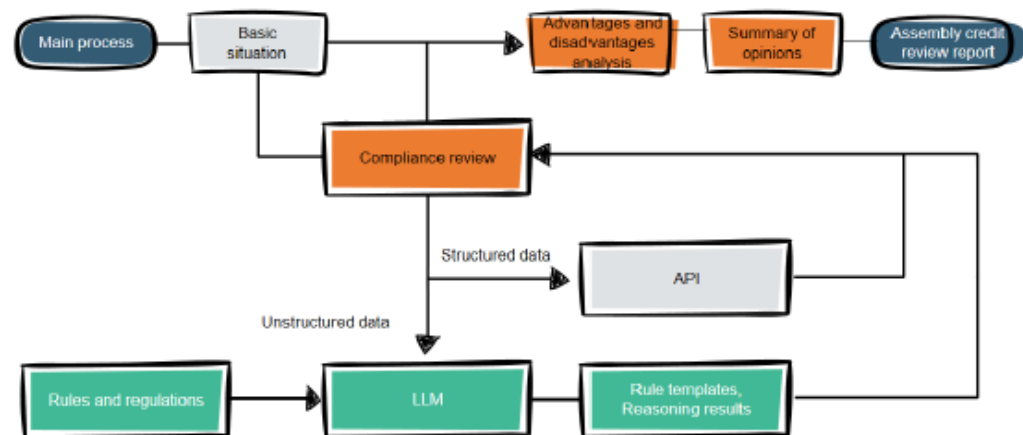 Main process
Basic
situation
Advantages and
disadvantages
analysis
Summary of
opinions
Assembly credit
review report
Compliance review
Structured data
API
Unstructured data
Rules and regulations
LLM
Rule templates,
Reasoning results